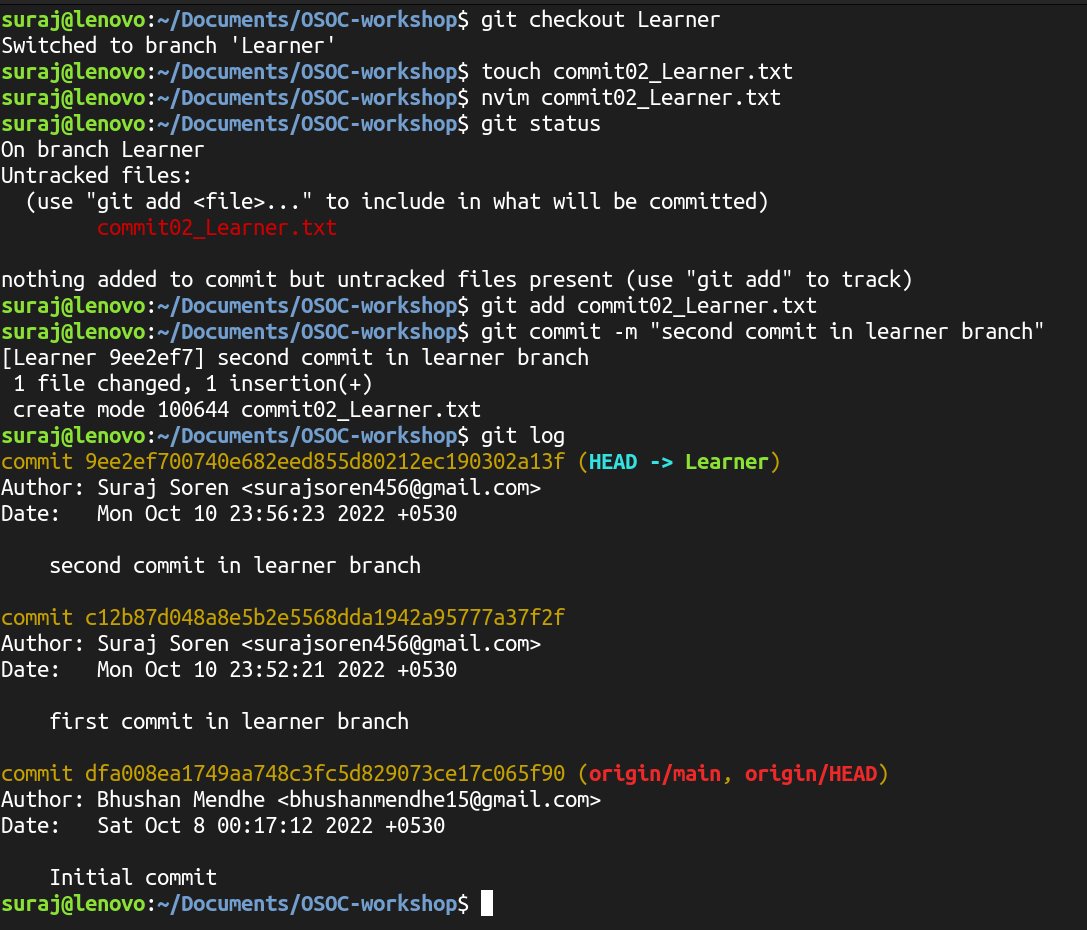 suraj@lenovo:~/Documents/OSOC-workshop$ git checkout Learner
Switched to branch 'Learner'
suraj@lenovo:~/Documents/OSOC-workshop$ touch commit02_Learner.txt
suraj@lenovo:~/Documents/OSOC-workshop$ nvim commit02_Learner.txt
suraj@lenovo:~/Documents/OSOC-workshop$ git status
On branch Learner
Untracked files:
  (use "git add <file>..." to include in what will be committed)
        commit02_Learner.txt

nothing added to commit but untracked files present (use "git add" to track)
suraj@lenovo:~/Documents/OSOC-workshop$ git add commit02_Learner.txt
suraj@lenovo:~/Documents/OSOC-workshop$ git commit -m "second commit in learner branch"
[Learner 9ee2ef7] second commit in learner branch
 1 file changed, 1 insertion(+)
 create mode 100644 commit02_Learner.txt
suraj@lenovo:~/Documents/OSOC-workshop$ git log
commit 9ee2ef700740e682eed855d80212ec190302a13f (HEAD -> Learner)
Author: Suraj Soren <surajsoren456@gmail.com>
Date:   Mon Oct 10 23:56:23 2022 +0530

    second commit in learner branch

commit c12b87d048a8e5b2e5568dda1942a95777a37f2f
Author: Suraj Soren <surajsoren456@gmail.com>
Date:   Mon Oct 10 23:52:21 2022 +0530

    first commit in learner branch

commit dfa008ea1749aa748c3fc5d829073ce17c065f90 (origin/main, origin/HEAD)
Author: Bhushan Mendhe <bhushanmendhe15@gmail.com>
Date:   Sat Oct 8 00:17:12 2022 +0530

    Initial commit
suraj@lenovo:~/Documents/OSOC-workshop$